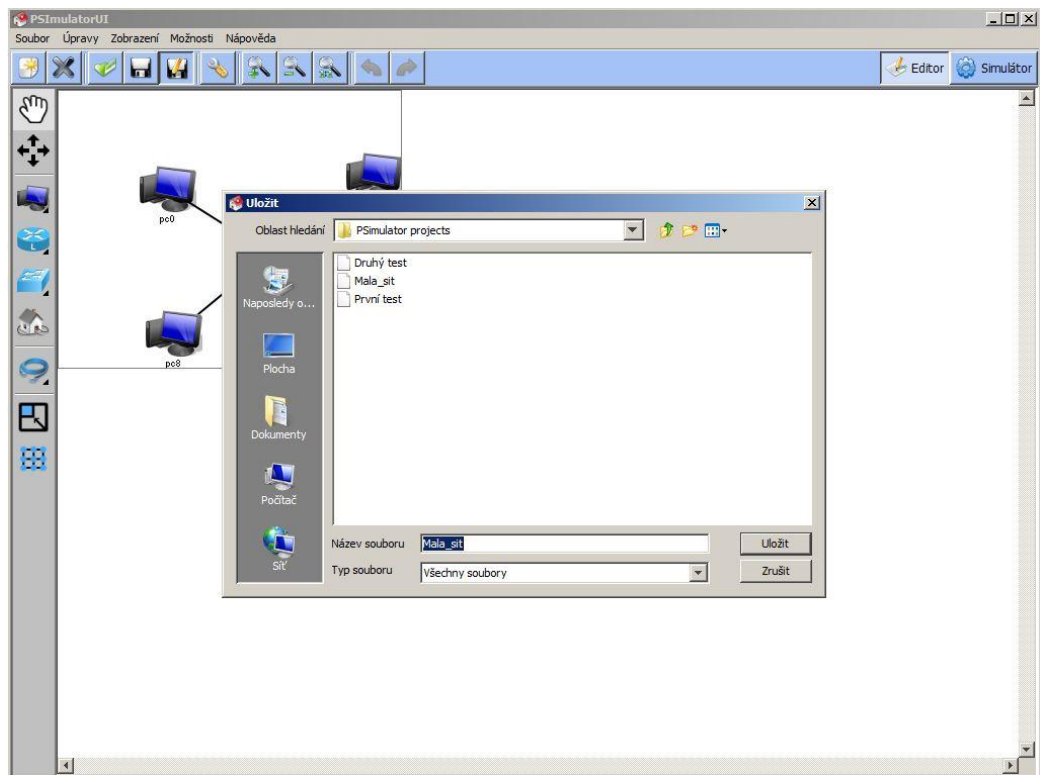 PSImulatorUI
Soubor Úpravy Zobrazení Možnosti Nápověda
Editor Simulátor
pc0
pc8
Uložit
Oblast hledání PSimulator projects
Naposledy o...
Plocha
Dokumenty
Počítač
Síť
Druhý test
Mala_sit
První test
Název souboru Mala_sit Uložit
Typ souboru Všechny soubory Zrušit